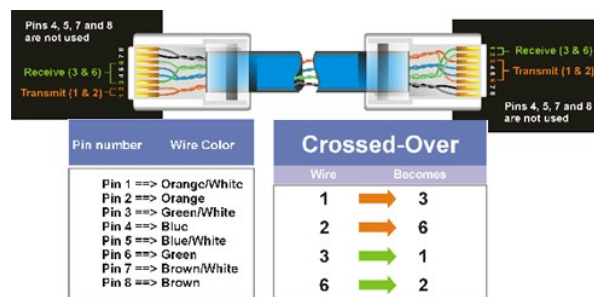 Pins 4, 5, 7 and 8
are not used
Receive (3 & 6)
Transmit (1 & 2)
Receive (3 & 6)
Transmit (1 & 2)
Pins 4, 5, 7 and 8
are not used
Pin number Wire Color
Pin 1 ==> Orange/White
Pin 2 ==> Orange
Pin 3 ==> Green/White
Pin 4 ==> Blue
Pin 5 ==> Blue/White
Pin 6 ==> Green
Pin 7 ==> Brown/White
Pin 8 ==> Brown
Crossed-Over
Wire Becomes
1 3
2 6
3 1
6 2